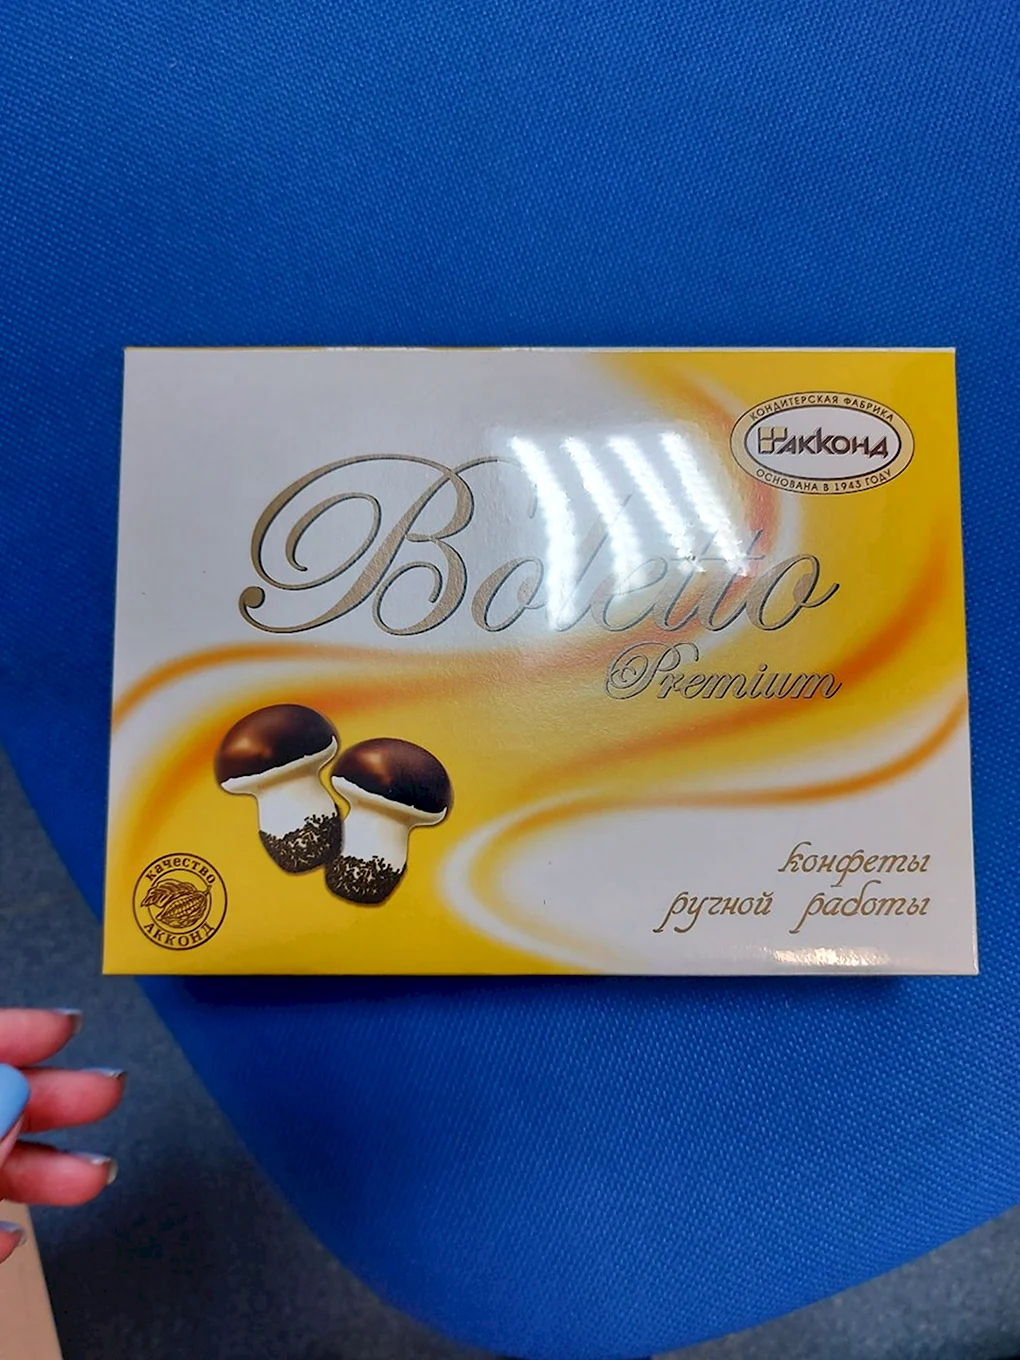 КОНДИТЕРСКАЯ ФАБРИКА
АККОНД
ОСНОВАНА В 1943 ГОДУ
Boletto
Premium
конфеты
ручной работы
качество
АККОНД